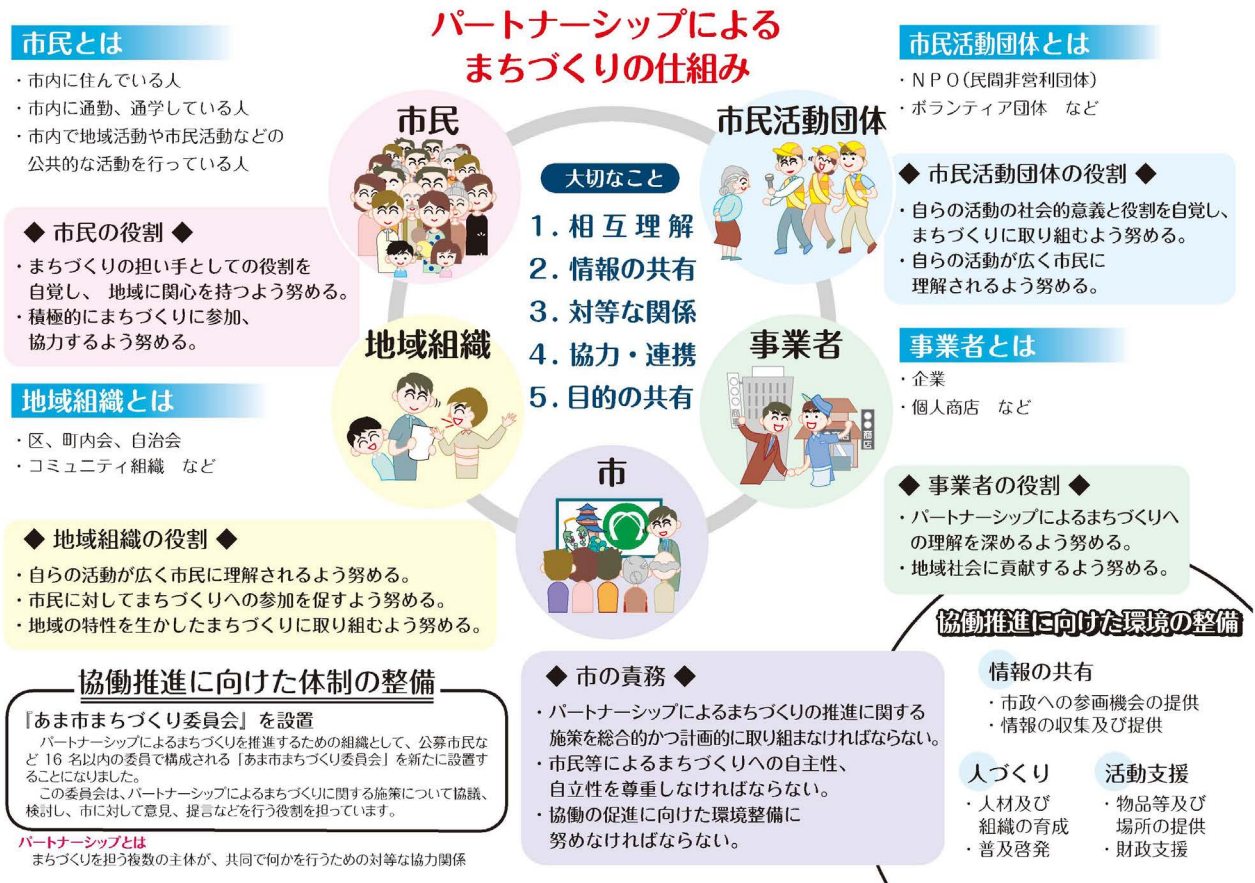 パートナーシップによる
まちづくりの仕組み
市民とは
・市内に住んでいる人
・市内に通勤、通学している人
・市内で地域活動や市民活動などの
公共的な活動を行っている人
◆ 市民の役割 ◆
・まちづくりの担い手としての役割を
自覚し、 地域に関心を持つよう努める。
・積極的にまちづくりに参加、
協力するよう努める。
地域組織とは
・区、町内会、自治会
・コミュニティ組織 など
◆ 地域組織の役割 ◆
・自らの活動が広く市民に理解されるよう努める。
・市民に対してまちづくりへの参加を促すよう努める。
・地域の特性を生かしたまちづくりに取り組むよう努める。
市民
市民活動団体
地域組織
事業者
商事
商店
市
大切なこと
1. 相互理解
2. 情報の共有
3. 対等な関係
4. 協力・連携
5. 目的の共有
市民活動団体とは
・NPO(民間非営利団体)
・ボランティア団体 など
◆ 市民活動団体の役割 ◆
・自らの活動の社会的意義と役割を自覚し、
まちづくりに取り組むよう努める。
・自らの活動が広く市民に
理解されるよう努める。
事業者とは
・企業
・個人商店 など
◆ 事業者の役割 ◆
・パートナーシップによるまちづくりへ
の理解を深めるよう努める。
・地域社会に貢献するよう努める。
協働推進に向けた体制の整備
『あま市まちづくり委員会』を設置
パートナーシップによるまちづくりを推進するための組織として、公募市民な
ど 16 名以内の委員で構成される「あま市まちづくり委員会」を新たに設置す
ることになりました。
この委員会は、パートナーシップによるまちづくりに関する施策について協議、
検討し、市に対して意見、提言などを行う役割を担っています。
パートナーシップとは
まちづくりを担う複数の主体が、共同で何かを行うための対等な協力関係
◆ 市の責務 ◆
・パートナーシップによるまちづくりの推進に関する
施策を総合的かつ計画的に取り組まなければならない。
・市民等によるまちづくりへの自主性、
自立性を尊重しなければならない。
・協働の促進に向けた環境整備に
努めなければならない。
協働推進に向けた環境の整備
情報の共有
・市政への参画機会の提供
・情報の収集及び提供
人づくり
・人材及び
組織の育成
・普及啓発
活動支援
・物品等及び
場所の提供
・財政支援